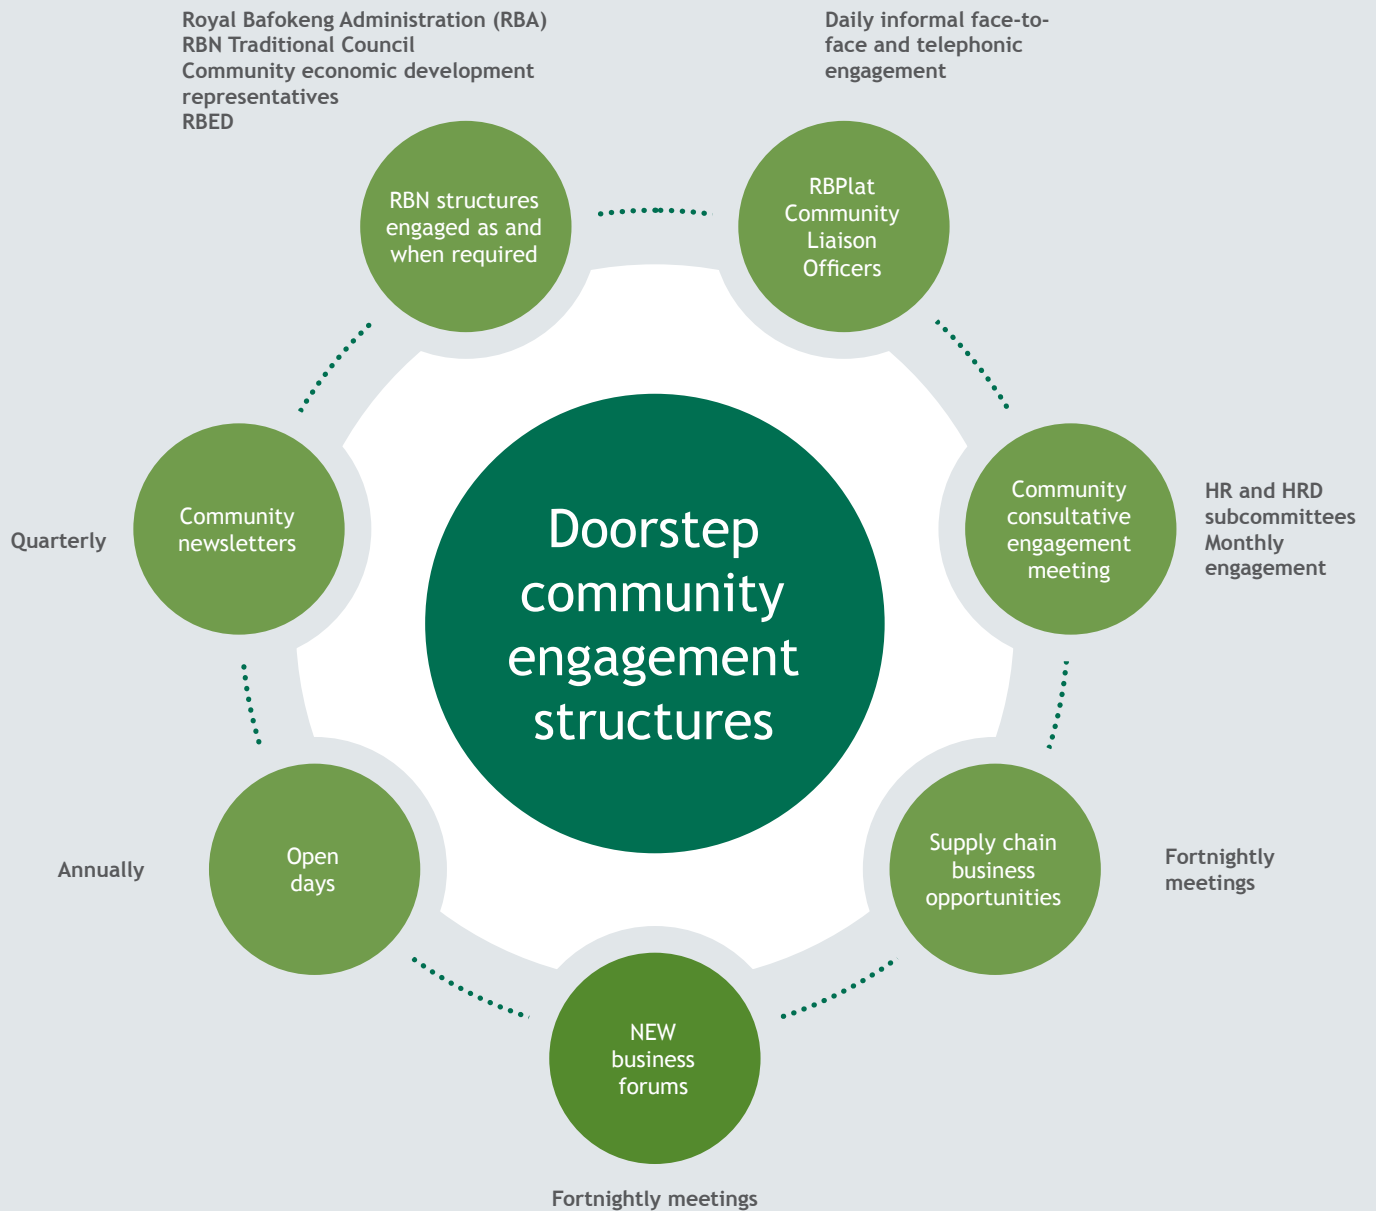 Royal Bafokeng Administration (RBA)
RBN Traditional Council
Community economic development
representatives
RBED
Daily informal face-to-
face and telephonic
engagement
RBN structures
engaged as and
when required
RBPlat
Community
Liaison
Officers
Community
newsletters
Quarterly
Doorstep
community
engagement
structures
Community
consultative
engagement
meeting
HR and HRD
subcommittees
Monthly
engagement
Annually
Open
days
Supply chain
business
opportunities
Fortnightly
meetings
NEW
business
forums
Fortnightly meetings